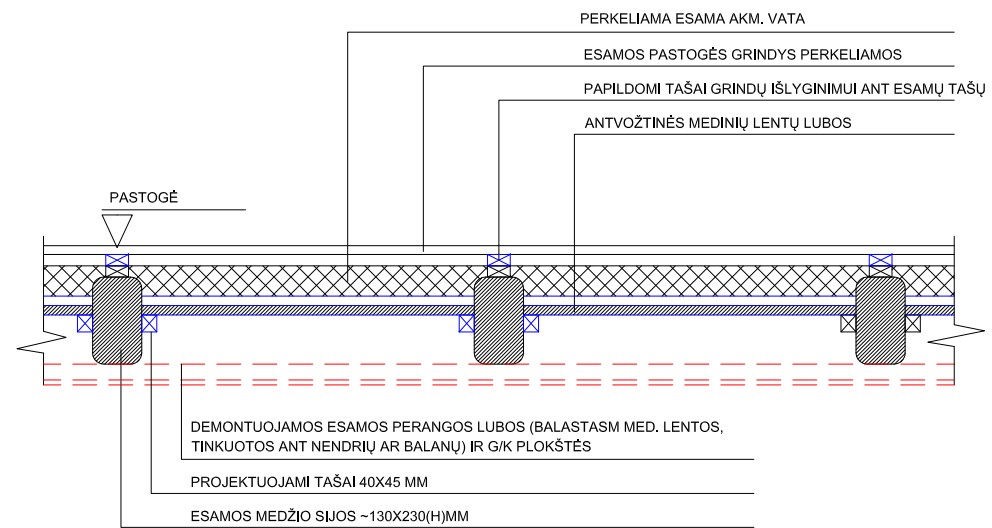 PERKELIAMA ESAMA AKM. VATA
ESAMOS PASTOGĖS GRINDYS PERKELIAMOS
PAPILDOMI TAŠAI GRINDŲ IŠLYGINIMUI ANT ESAMŲ TAŠŲ
ANTVOŽTINĖS MEDINIŲ LENTŲ LUBOS
PASTOGĖ
DEMONTUOJAMOS ESAMOS PERANGOS LUBOS (BALASTASM MED. LENTOS,
TINKUOTOS ANT NENDRIŲ AR BALANŲ) IR G/K PLOKŠTĖS
PROJEKTUOJAMI TAŠAI 40X45 MM
ESAMOS MEDŽIO SIJOS ~130X230(H)MM